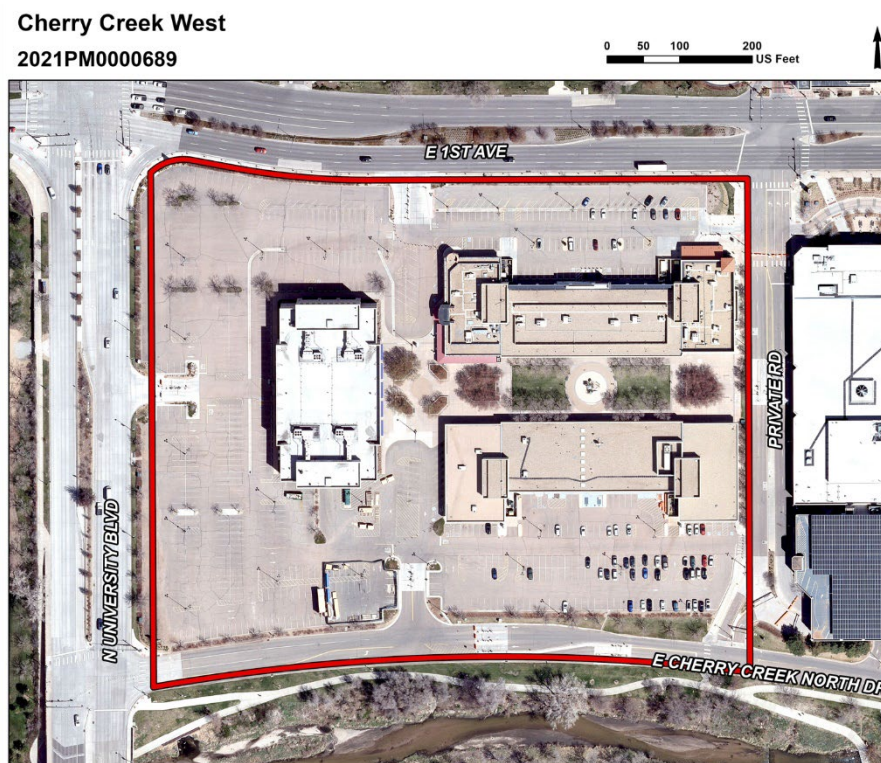 Cherry Creek West
2021PM0000689
0 50 100 200
US Feet
E 1ST AVE
PRIVATE RD
N UNIVERSITY BLVD
E CHERRY CREEK NORTH DR